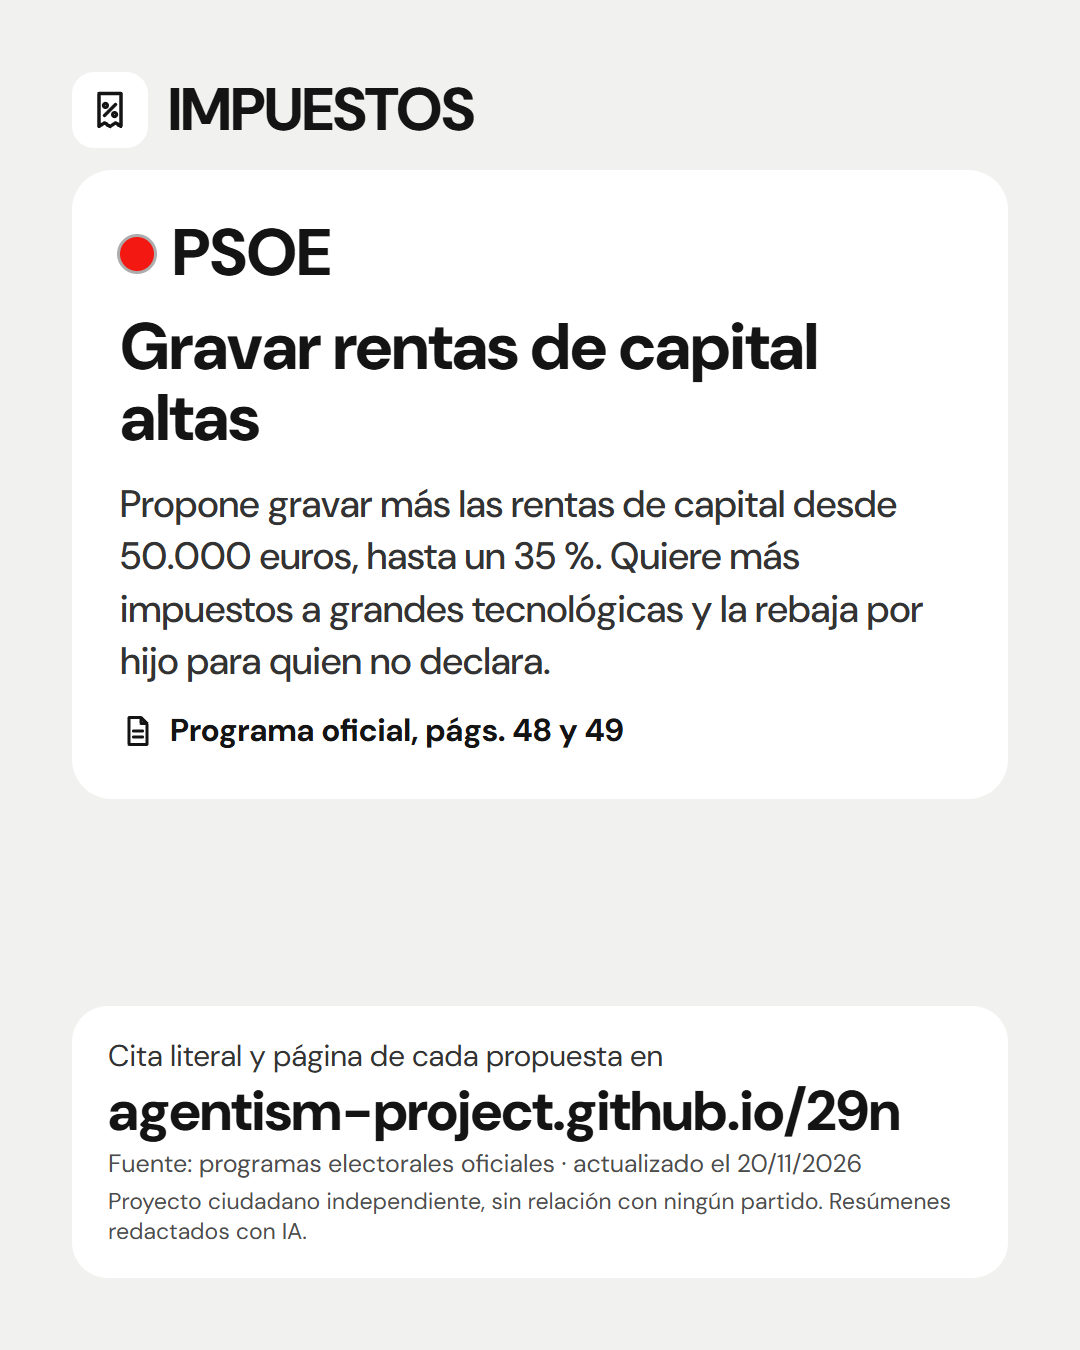 IMPUESTOS
PSOE
Gravar rentas de capital
altas
Propone gravar más las rentas de capital desde
50.000 euros, hasta un 35 %. Quiere más
impuestos a grandes tecnológicas y la rebaja por
hijo para quien no declara.
Programa oficial, págs. 48 y 49
Cita literal y página de cada propuesta en
agentism-project.github.io/29n
Fuente: programas electorales oficiales · actualizado el 20/11/2026
Proyecto ciudadano independiente, sin relación con ningún partido. Resúmenes
redactados con IA.